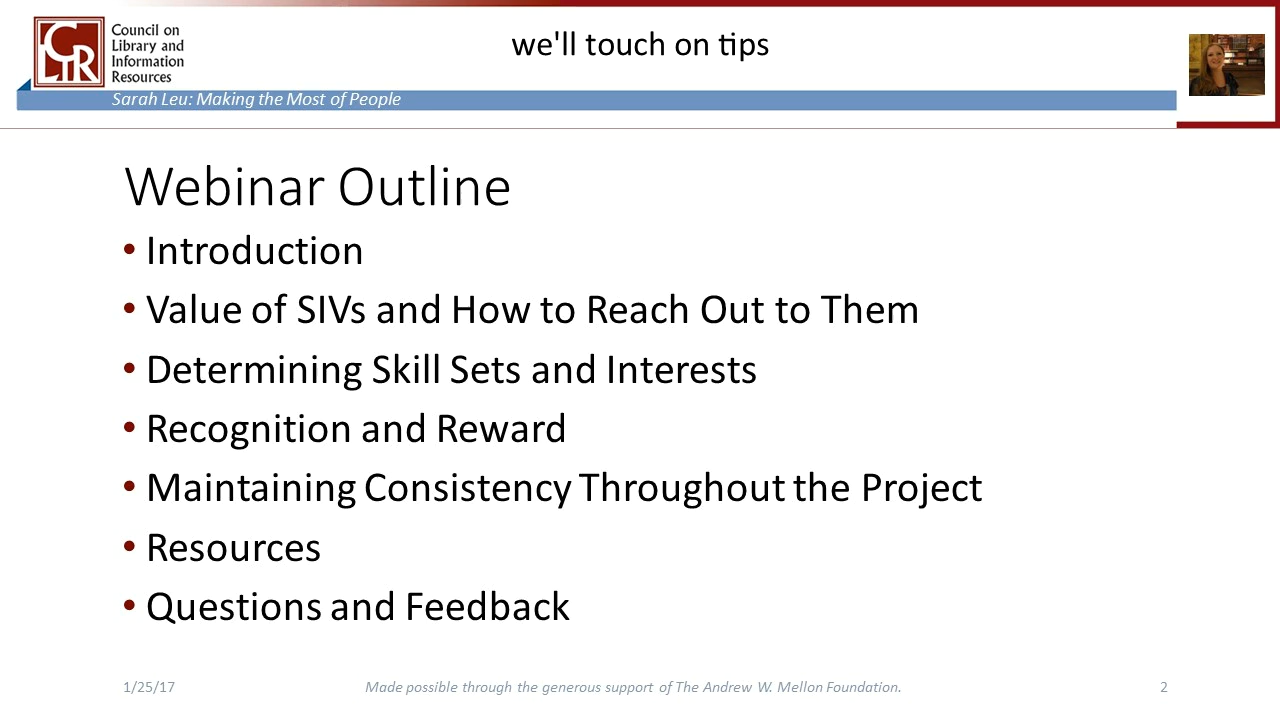 CLIR
Council on
Library and
Information
Resources
we'll touch on tips
Sarah Leu: Making the Most of People
Webinar Outline
• Introduction
• Value of SIVs and How to Reach Out to Them
• Determining Skill Sets and Interests
• Recognition and Reward
• Maintaining Consistency Throughout the Project
• Resources
• Questions and Feedback
1/25/17
Made possible through the generous support of The Andrew W. Mellon Foundation.
2